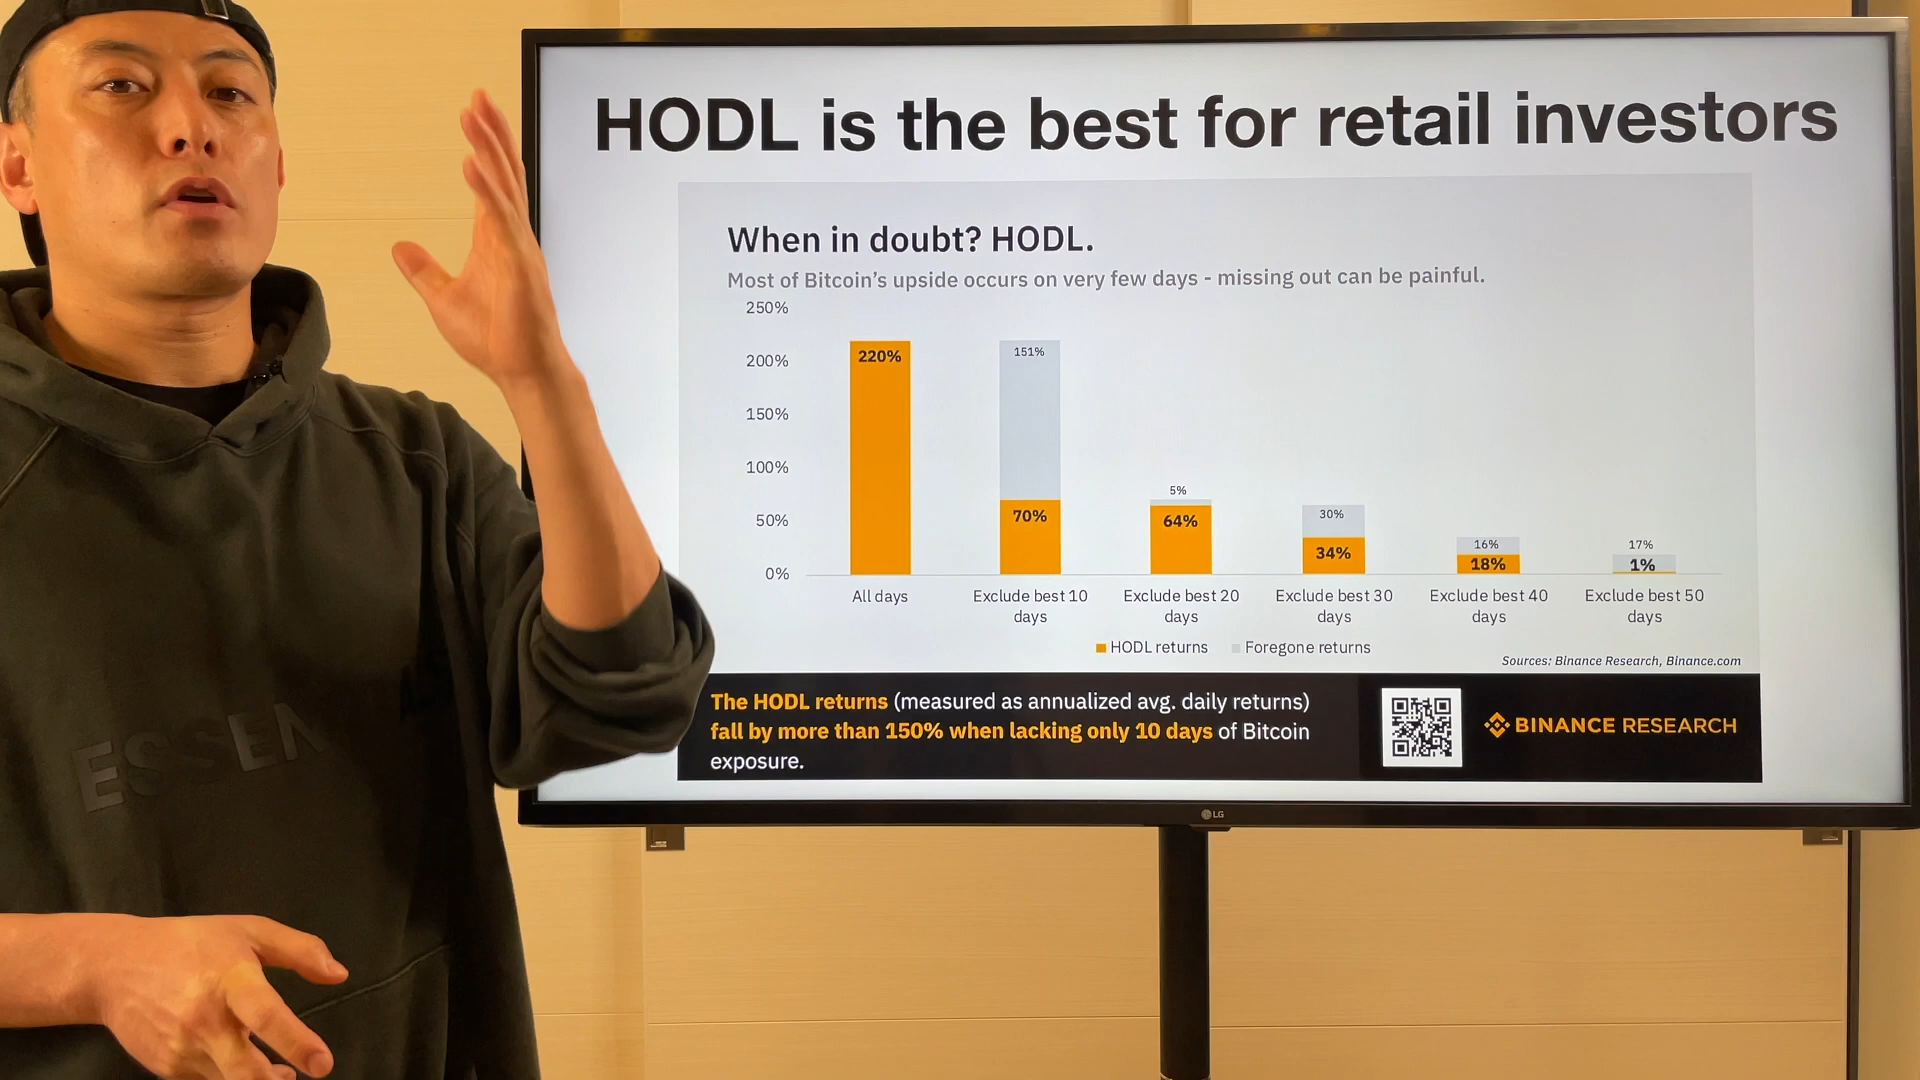 HODL is the best for retail investors
When in doubt? HODL.
Most of Bitcoin's upside occurs on very few days - missing out can be painful.
250%
200%
150%
100%
50%
0%
220%
151%
70%
5%
64%
30%
34%
16%
18%
17%
1%
All days
Exclude best 10
days
Exclude best 20
days
Exclude best 30
days
Exclude best 40
days
Exclude best 50
days
HODL returns
Foregone returns
Sources: Binance Research, Binance.com
The HODL returns (measured as annualized avg. daily returns)
fall by more than 150% when lacking only 10 days of Bitcoin
exposure.
BINANCE RESEARCH
LG
ESSEN